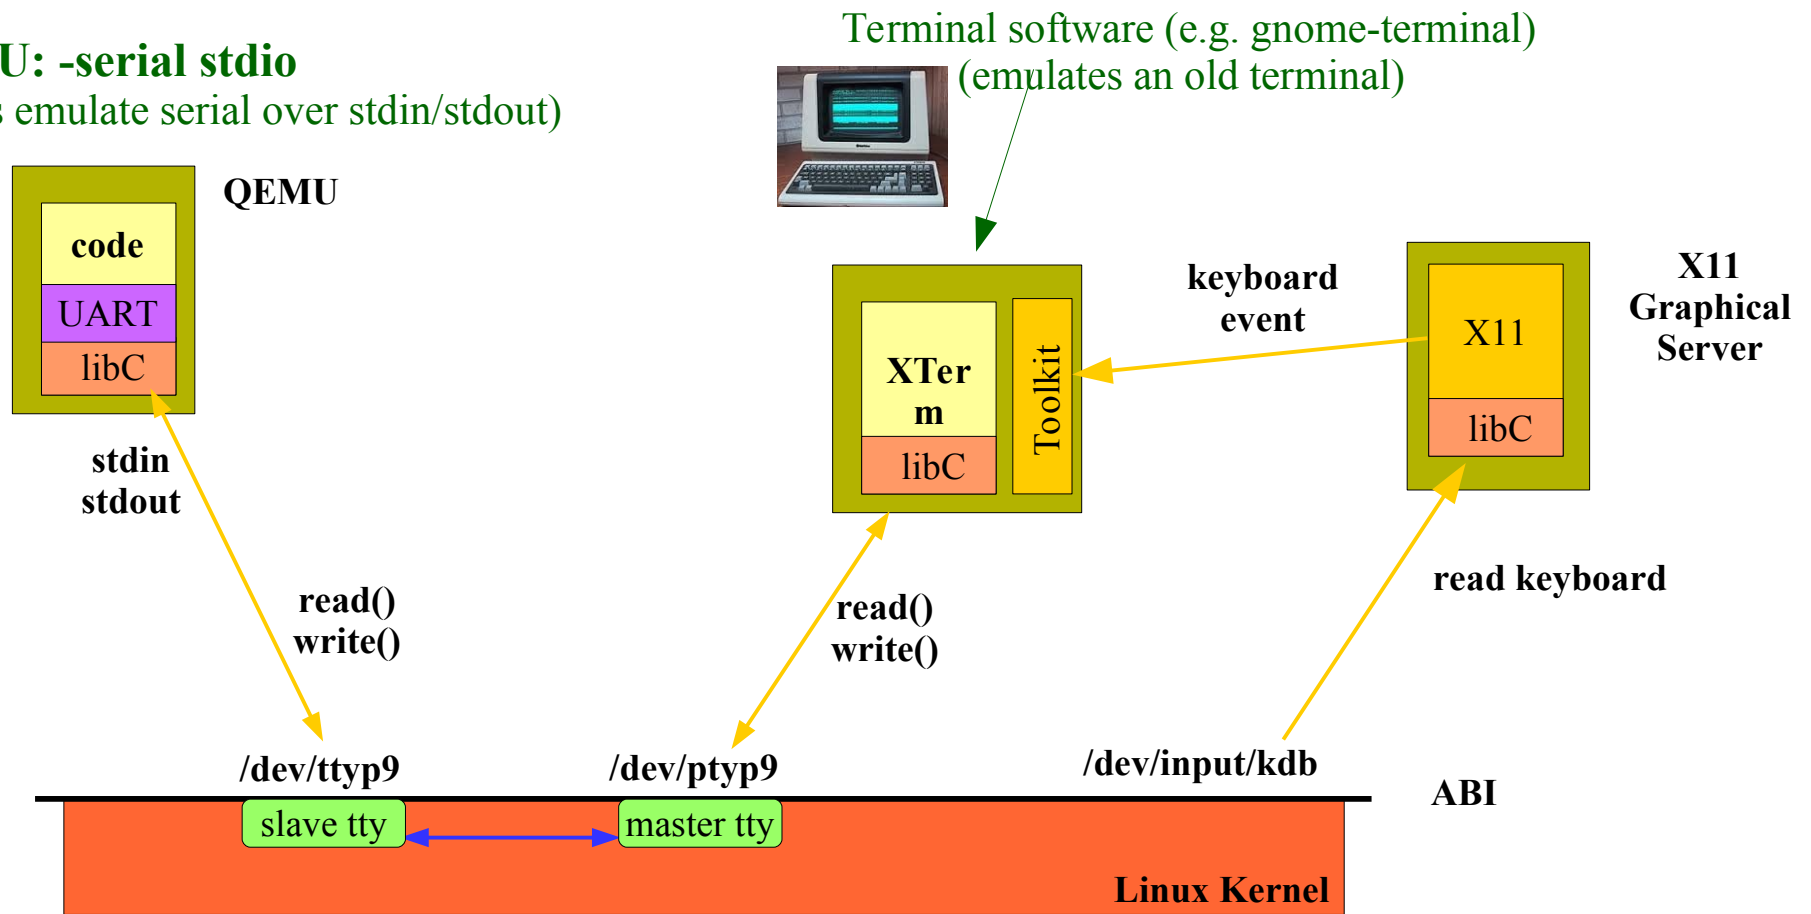 U: -serial stdio
s emulate serial over stdin/stdout)
Terminal software (e.g. gnome-terminal)
(emulates an old terminal)
QEMU
code
UART
libC
stdin
stdout
read()
write()
XTer
m
libC
Toolkit
keyboard
event
X11
libC
X11
Graphical
Server
read()
write()
read keyboard
/dev/ttyp9
/dev/ptyp9
/dev/input/kdb
ABI
slave tty
master tty
Linux Kernel